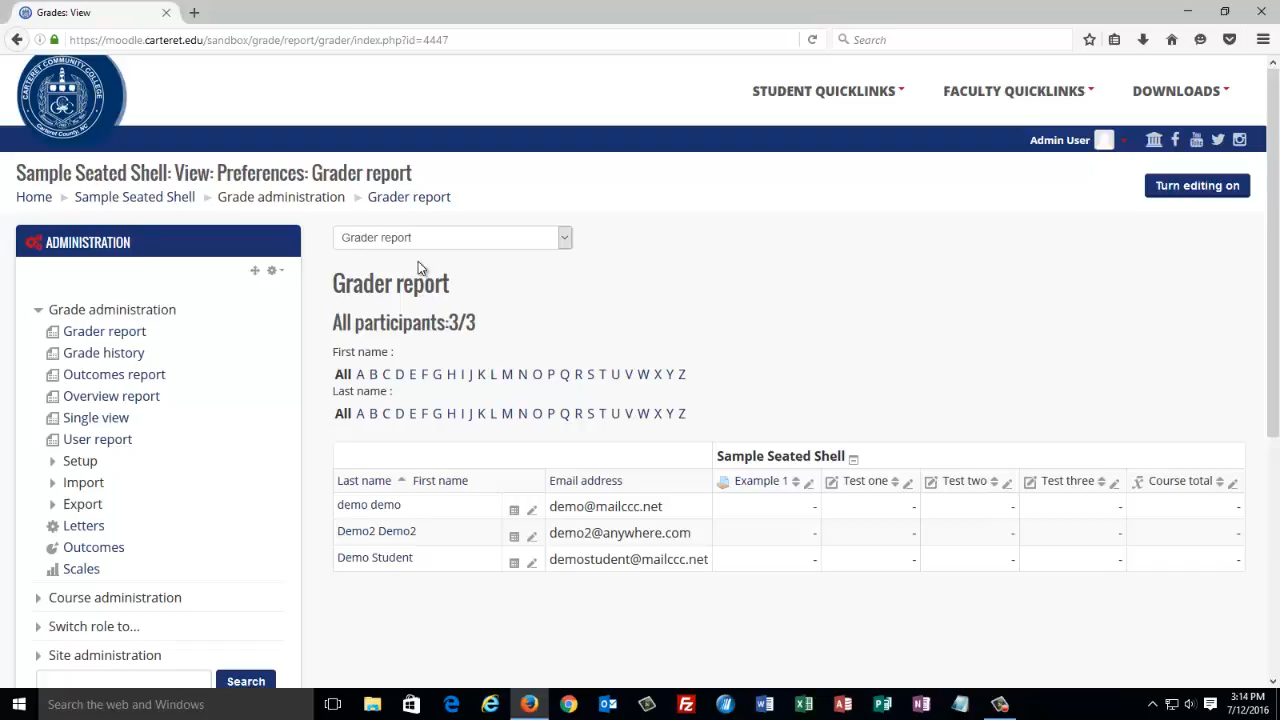 Grades: View
https://moodle.carteret.edu/sandbox/grade/report/grader/index.php?id=4447
Search
CARTERET COMMUNITY COLLEGE
Carteret County, NC
STUDENT QUICKLINKS
FACULTY QUICKLINKS
DOWNLOADS
Admin User
Sample Seated Shell: View: Preferences: Grader report
Home Sample Seated Shell Grade administration Grader report
Turn editing on
ADMINISTRATION
Grade administration
Grader report
Grade history
Outcomes report
Overview report
Single view
User report
Setup
Import
Export
Letters
Outcomes
Scales
Course administration
Switch role to...
Site administration
Search
Grader report
Grader report
All participants:3/3
First name :
All A B C D E F G H I J K L M N O P Q R S T U V W X Y Z
Last name :
All A B C D E F G H I J K L M N O P Q R S T U V W X Y Z
Sample Seated Shell
Last name First name Email address Example 1 Test one Test two Test three Course total
demo demo demo@mailccc.net - - - - -
Demo2 Demo2 demo2@anywhere.com - - - - -
Demo Student demostudent@mailccc.net - - - - -
Search the web and Windows
3:14 PM
7/12/2016